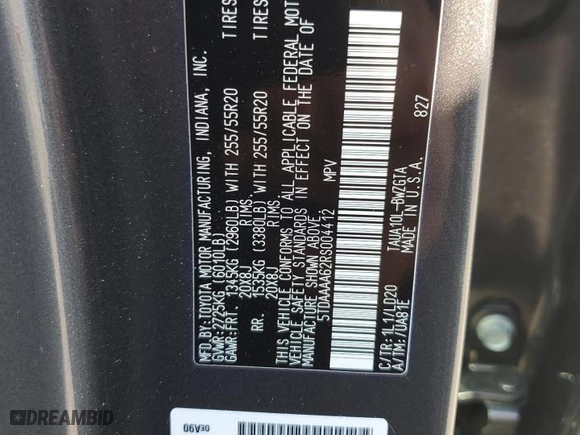 MFD.BY:TOYOTA MOTOR MANUFACTURING, INDIANA, INC.
GVWR:2725KG (6010LB)
GAWR:FRT. 1345KG (2960LB) WITH 255/55R20 TIRES
20X8J RIMS.
RR. 1535KG (3380LB) WITH 255/55R20 TIRES
20X8J RIMS.
THIS VEHICLE CONFORMS TO ALL APPLICABLE FEDERAL MOT
VEHICLE SAFETY STANDARDS IN EFFECT ON THE DATE OF
MANUFACTURE SHOWN ABOVE.
5TDAAAA62RS004412 MPV
827
C/TR:1L1/LD20 TAUA10L-BWZGTA
A/TM:/UA81E MADE IN U.S.A.
0EA90
DREAMBID